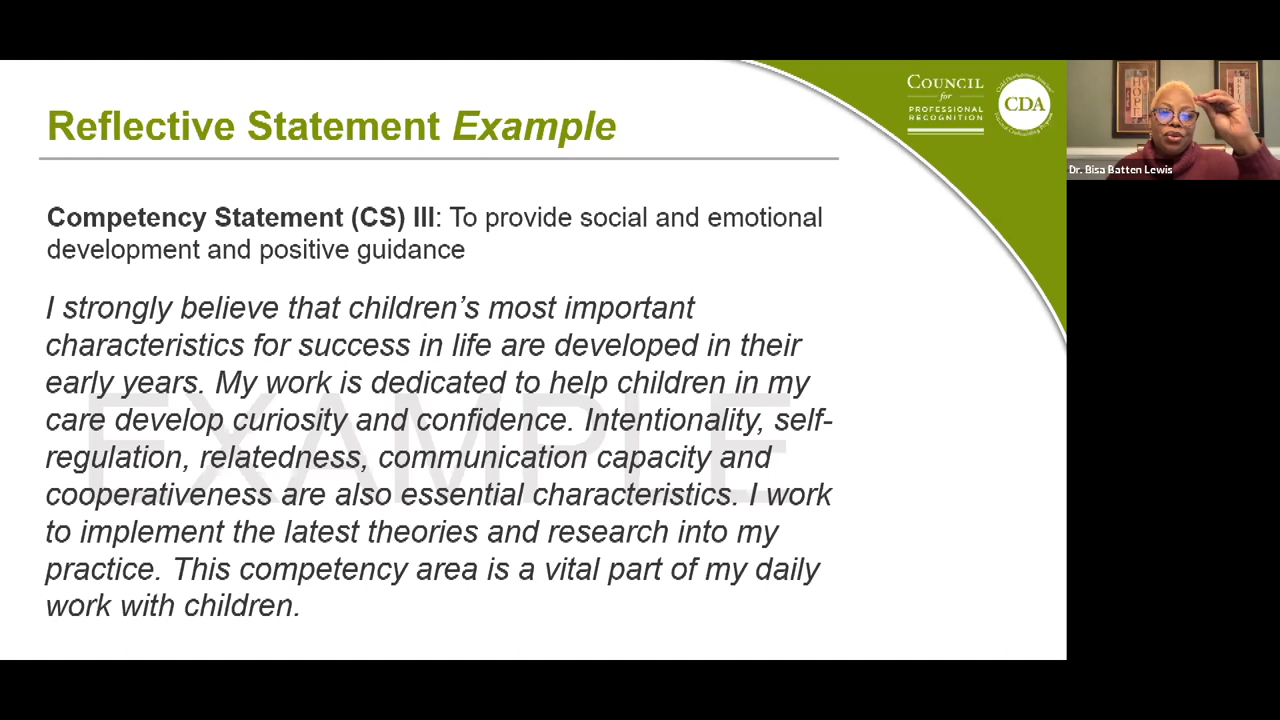 Reflective Statement Example
COUNCIL
for
PROFESSIONAL
RECOGNITION
CDA
HOPE
Dr. Bisa Batten Lewis
Competency Statement (CS) III: To provide social and emotional
development and positive guidance
I strongly believe that children’s most important
characteristics for success in life are developed in their
early years. My work is dedicated to help children in my
care develop curiosity and confidence. Intentionality, self-
regulation, relatedness, communication capacity and
cooperativeness are also essential characteristics. I work
to implement the latest theories and research into my
practice. This competency area is a vital part of my daily
work with children.
EXAMPLE